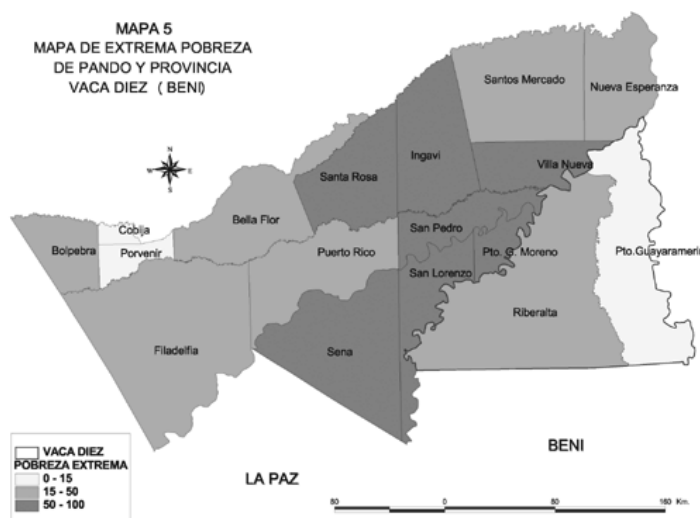 MAPA 5
MAPA DE EXTREMA POBREZA
DE PANDO Y PROVINCIA
VACA DIEZ ( BENI)
N
W
E
S
Santos Mercado
Nueva Esperanza
Ingavi
Santa Rosa
Villa Nueva
Cobija
Bella Flor
San Pedro
Bolpebra
Porvenir
Puerto Rico
Pto. G. Moreno
Pto.Guayaramerin
San Lorenzo
Riberalta
Filadelfia
Sena
BENI
LA PAZ
VACA DIEZ
POBREZA EXTREMA
0 - 15
15 - 50
50 - 100
0
80
160 Km.